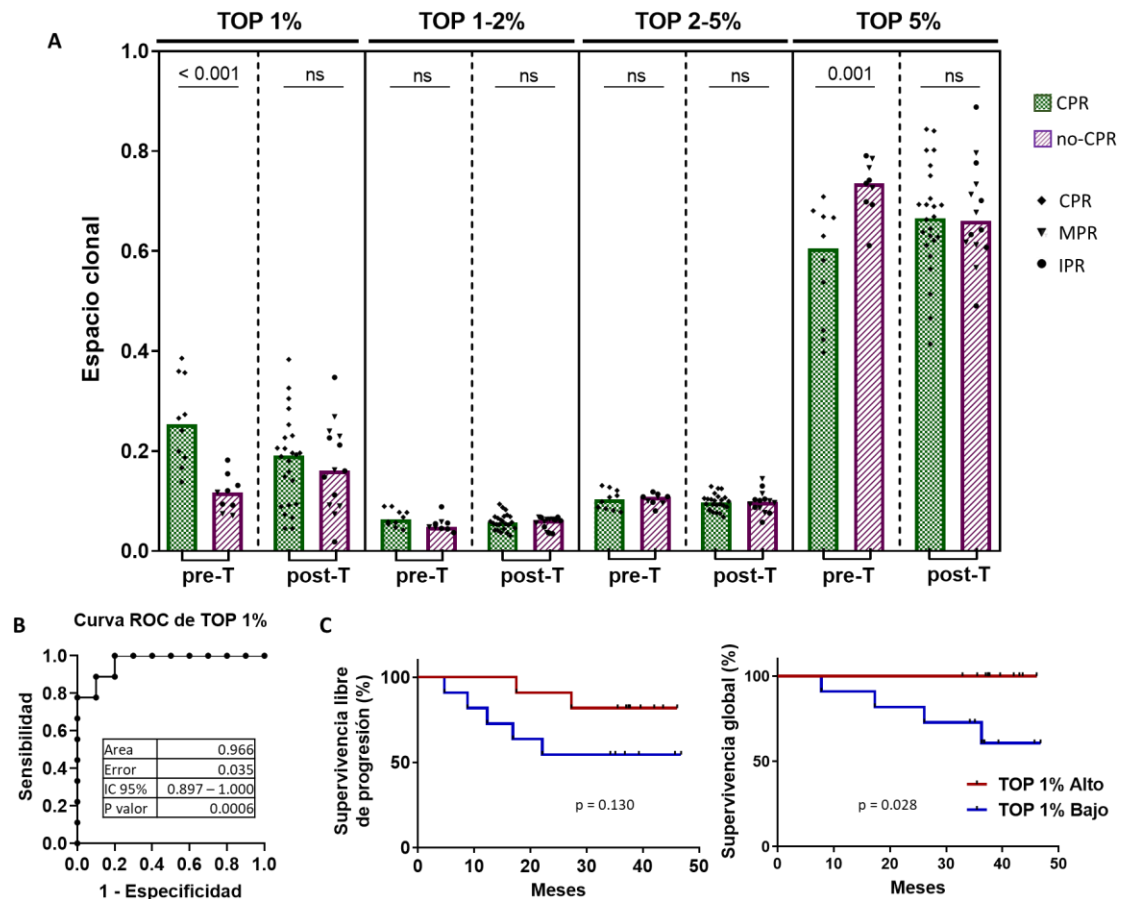 TOP 1% TOP 1-2% TOP 2-5% TOP 5%
A
< 0.001 ns ns ns ns ns 0.001 ns
1.0
0.8
0.6
0.4
0.2
0.0
Espacio clonal
pre-T post-T pre-T post-T pre-T post-T pre-T post-T
CPR
no-CPR
CPR
MPR
IPR
B
Curva ROC de TOP 1%
1.0
0.8
0.6
0.4
0.2
0.0
Sensibilidad
Area 0.966
Error 0.035
IC 95% 0.897 – 1.000
P valor 0.0006
0.0 0.2 0.4 0.6 0.8 1.0
1 - Especificidad
C
Supervivencia libre
de progresión (%)
100
50
0
p = 0.130
0 10 20 30 40 50
Meses
Supervivencia global (%)
100
50
0
p = 0.028
TOP 1% Alto
TOP 1% Bajo
0 10 20 30 40 50
Meses